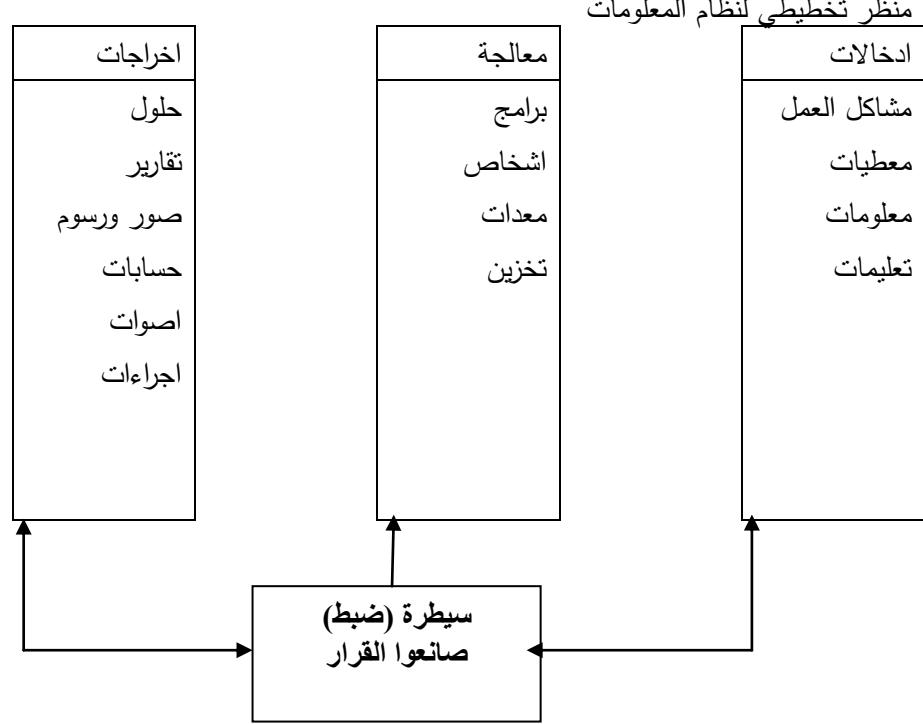 منظر تخطيطي لنظام المعلومات
ادخالات
مشاكل العمل
معطيات
معلومات
تعليمات
معالجة
برامج
اشخاص
معدات
تخزين
اخراجات
حلول
تقارير
صور ورسوم
حسابات
اصوات
اجراءات
سيطرة (ضبط)
صانعوا القرار